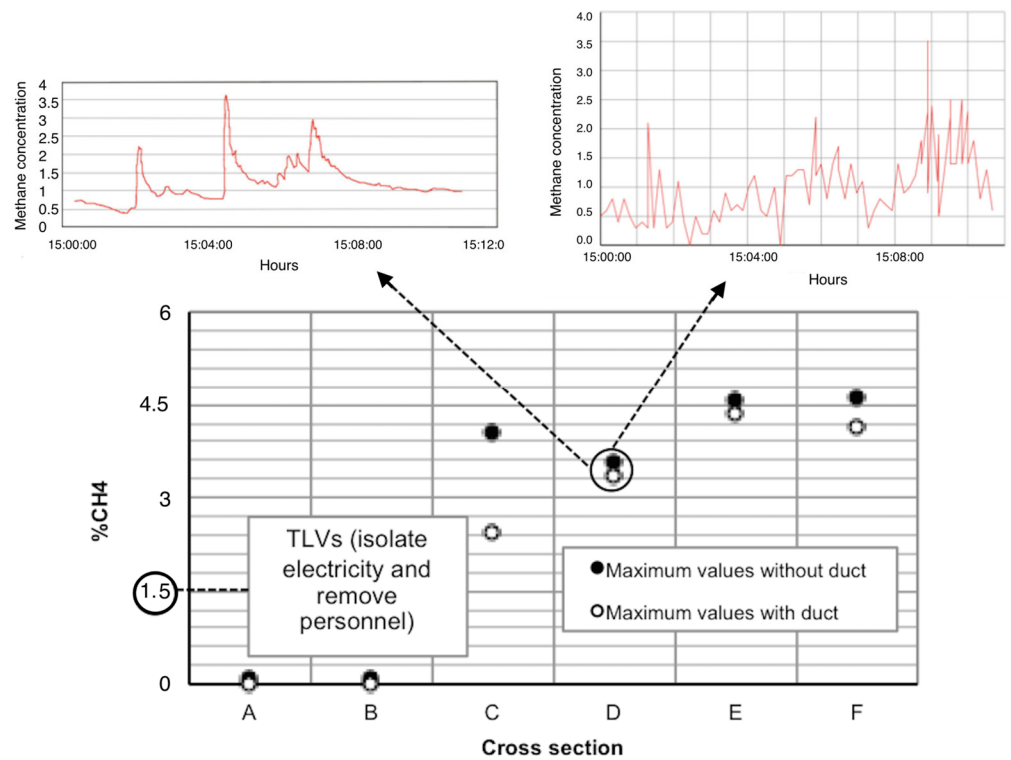 Methane concentration
4
3.5
3
2.5
2
1.5
1
0.5
0
15:00:00
15:04:00
15:08:00
15:12:0
Hours
Methane concentration
4.0
3.5
3.0
2.5
2.0
1.5
1.0
0.5
0.0
15:00:00
15:04:00
15:08:00
Hours
%CH4
6
4.5
3
1.5
0
TLVs (isolate
electricity and
remove
personnel)
Maximum values without duct
Maximum values with duct
A B C D E F
Cross section